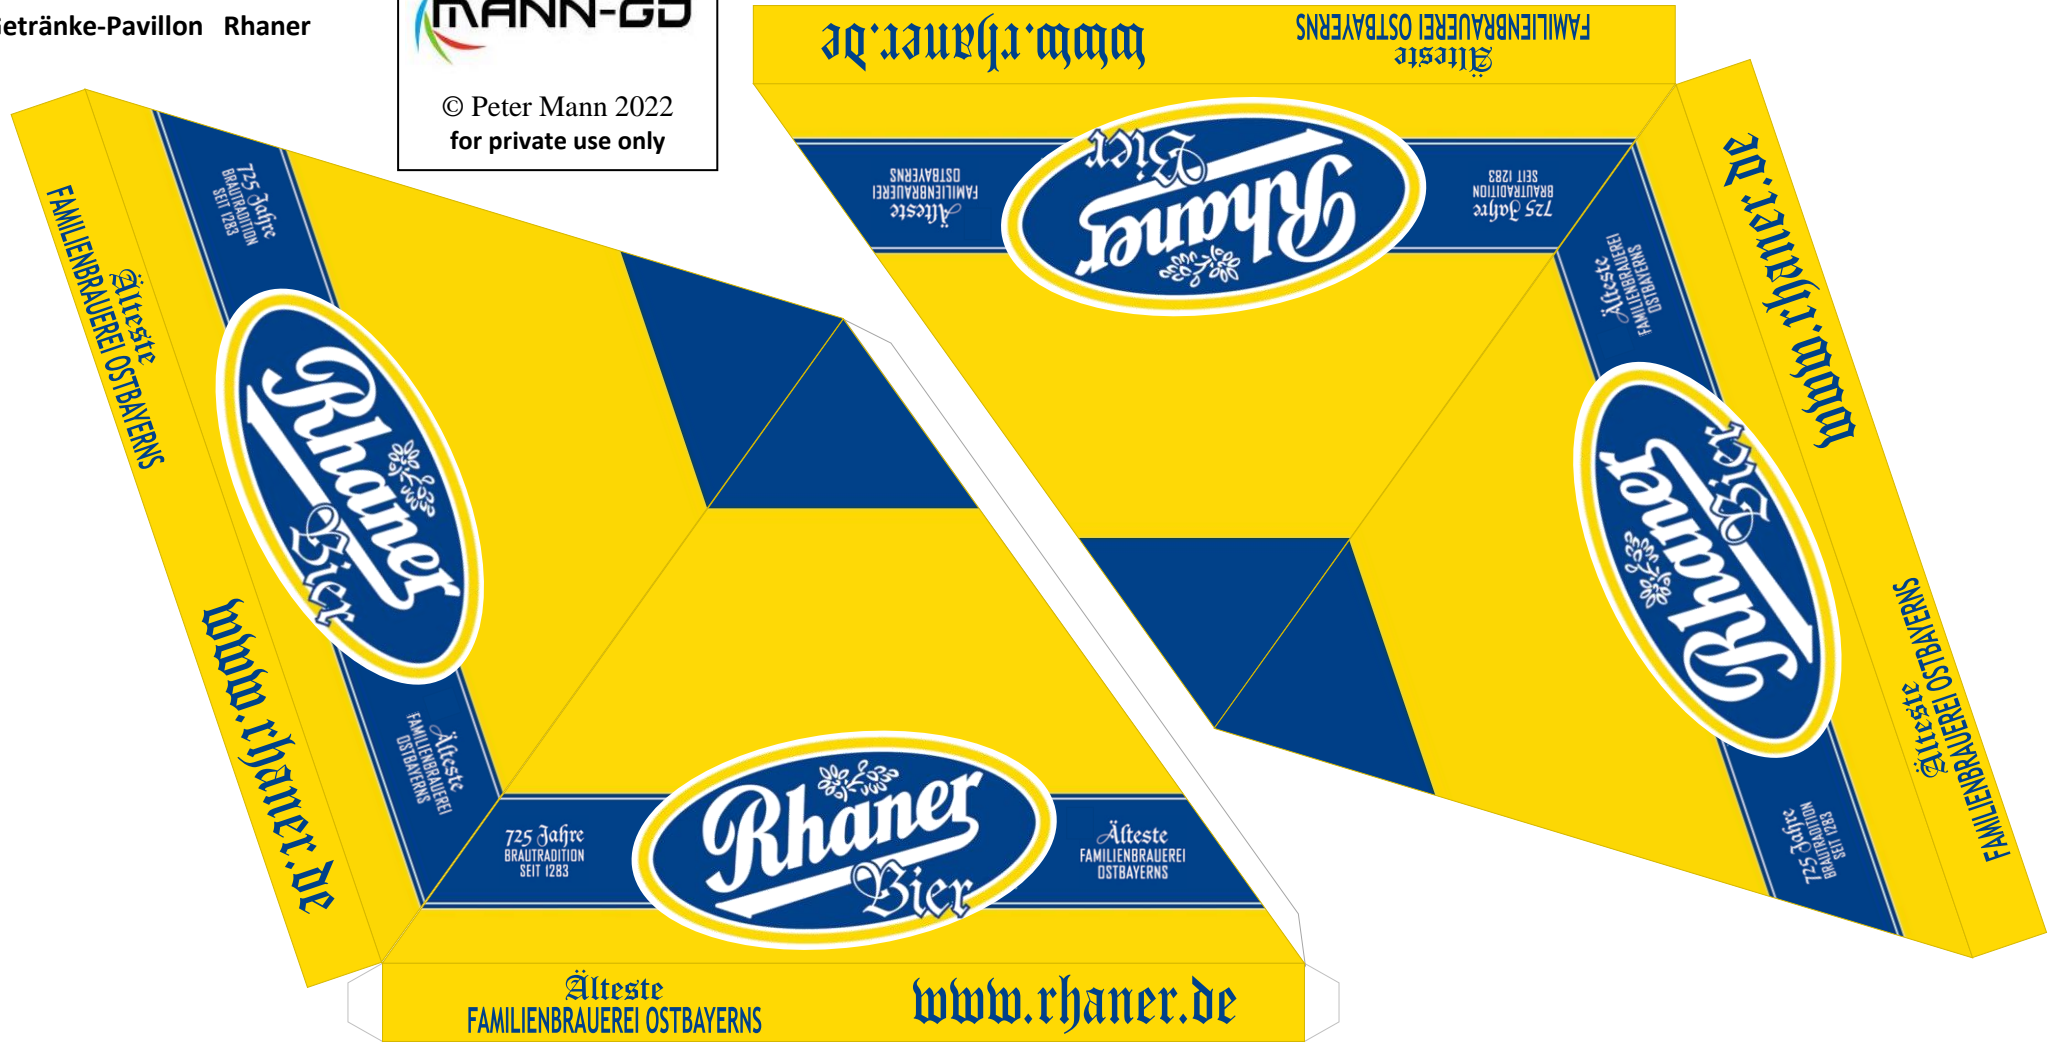 etränke-Pavillon Rhaner
MANN-GD
© Peter Mann 2022
for private use only
www.rhaner.de
Älteste
FAMILIENBRAUEREI OSTBAYERNS
Rhaner
Bier
725 Jahre
BRAUTRADITION
SEIT 1283
Älteste
FAMILIENBRAUEREI
OSTBAYERNS
www.rhaner.de
Älteste
FAMILIENBRAUEREI OSTBAYERNS
Älteste
FAMILIENBRAUEREI
OSTBAYERNS
Rhaner
Bier
725 Jahre
BRAUTRADITION
SEIT 1283
Älteste
FAMILIENBRAUEREI OSTBAYERNS
www.rhaner.de
725 Jahre
BRAUTRADITION
SEIT 1283
Rhaner
Bier
Älteste
FAMILIENBRAUEREI
OSTBAYERNS
725 Jahre
BRAUTRADITION
SEIT 1283
Rhaner
Bier
Älteste
FAMILIENBRAUEREI
OSTBAYERNS
Älteste
FAMILIENBRAUEREI OSTBAYERNS
www.rhaner.de